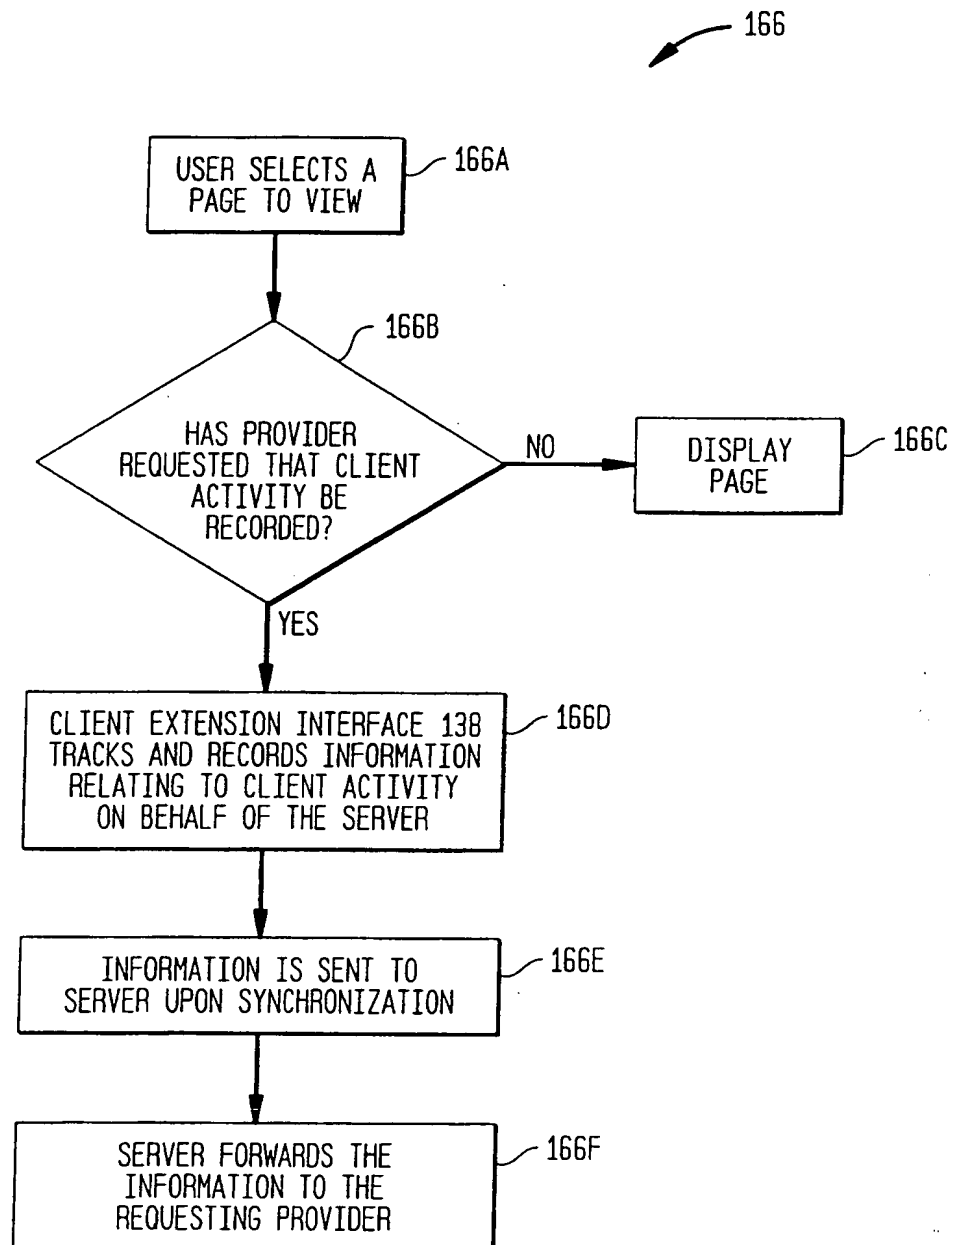 166
USER SELECTS A
PAGE TO VIEW
166A
166B
HAS PROVIDER
REQUESTED THAT CLIENT
ACTIVITY BE
RECORDED?
NO
DISPLAY
PAGE
166C
YES
CLIENT EXTENSION INTERFACE 138
TRACKS AND RECORDS INFORMATION
RELATING TO CLIENT ACTIVITY
ON BEHALF OF THE SERVER
166D
INFORMATION IS SENT TO
SERVER UPON SYNCHRONIZATION
166E
SERVER FORWARDS THE
INFORMATION TO THE
REQUESTING PROVIDER
166F